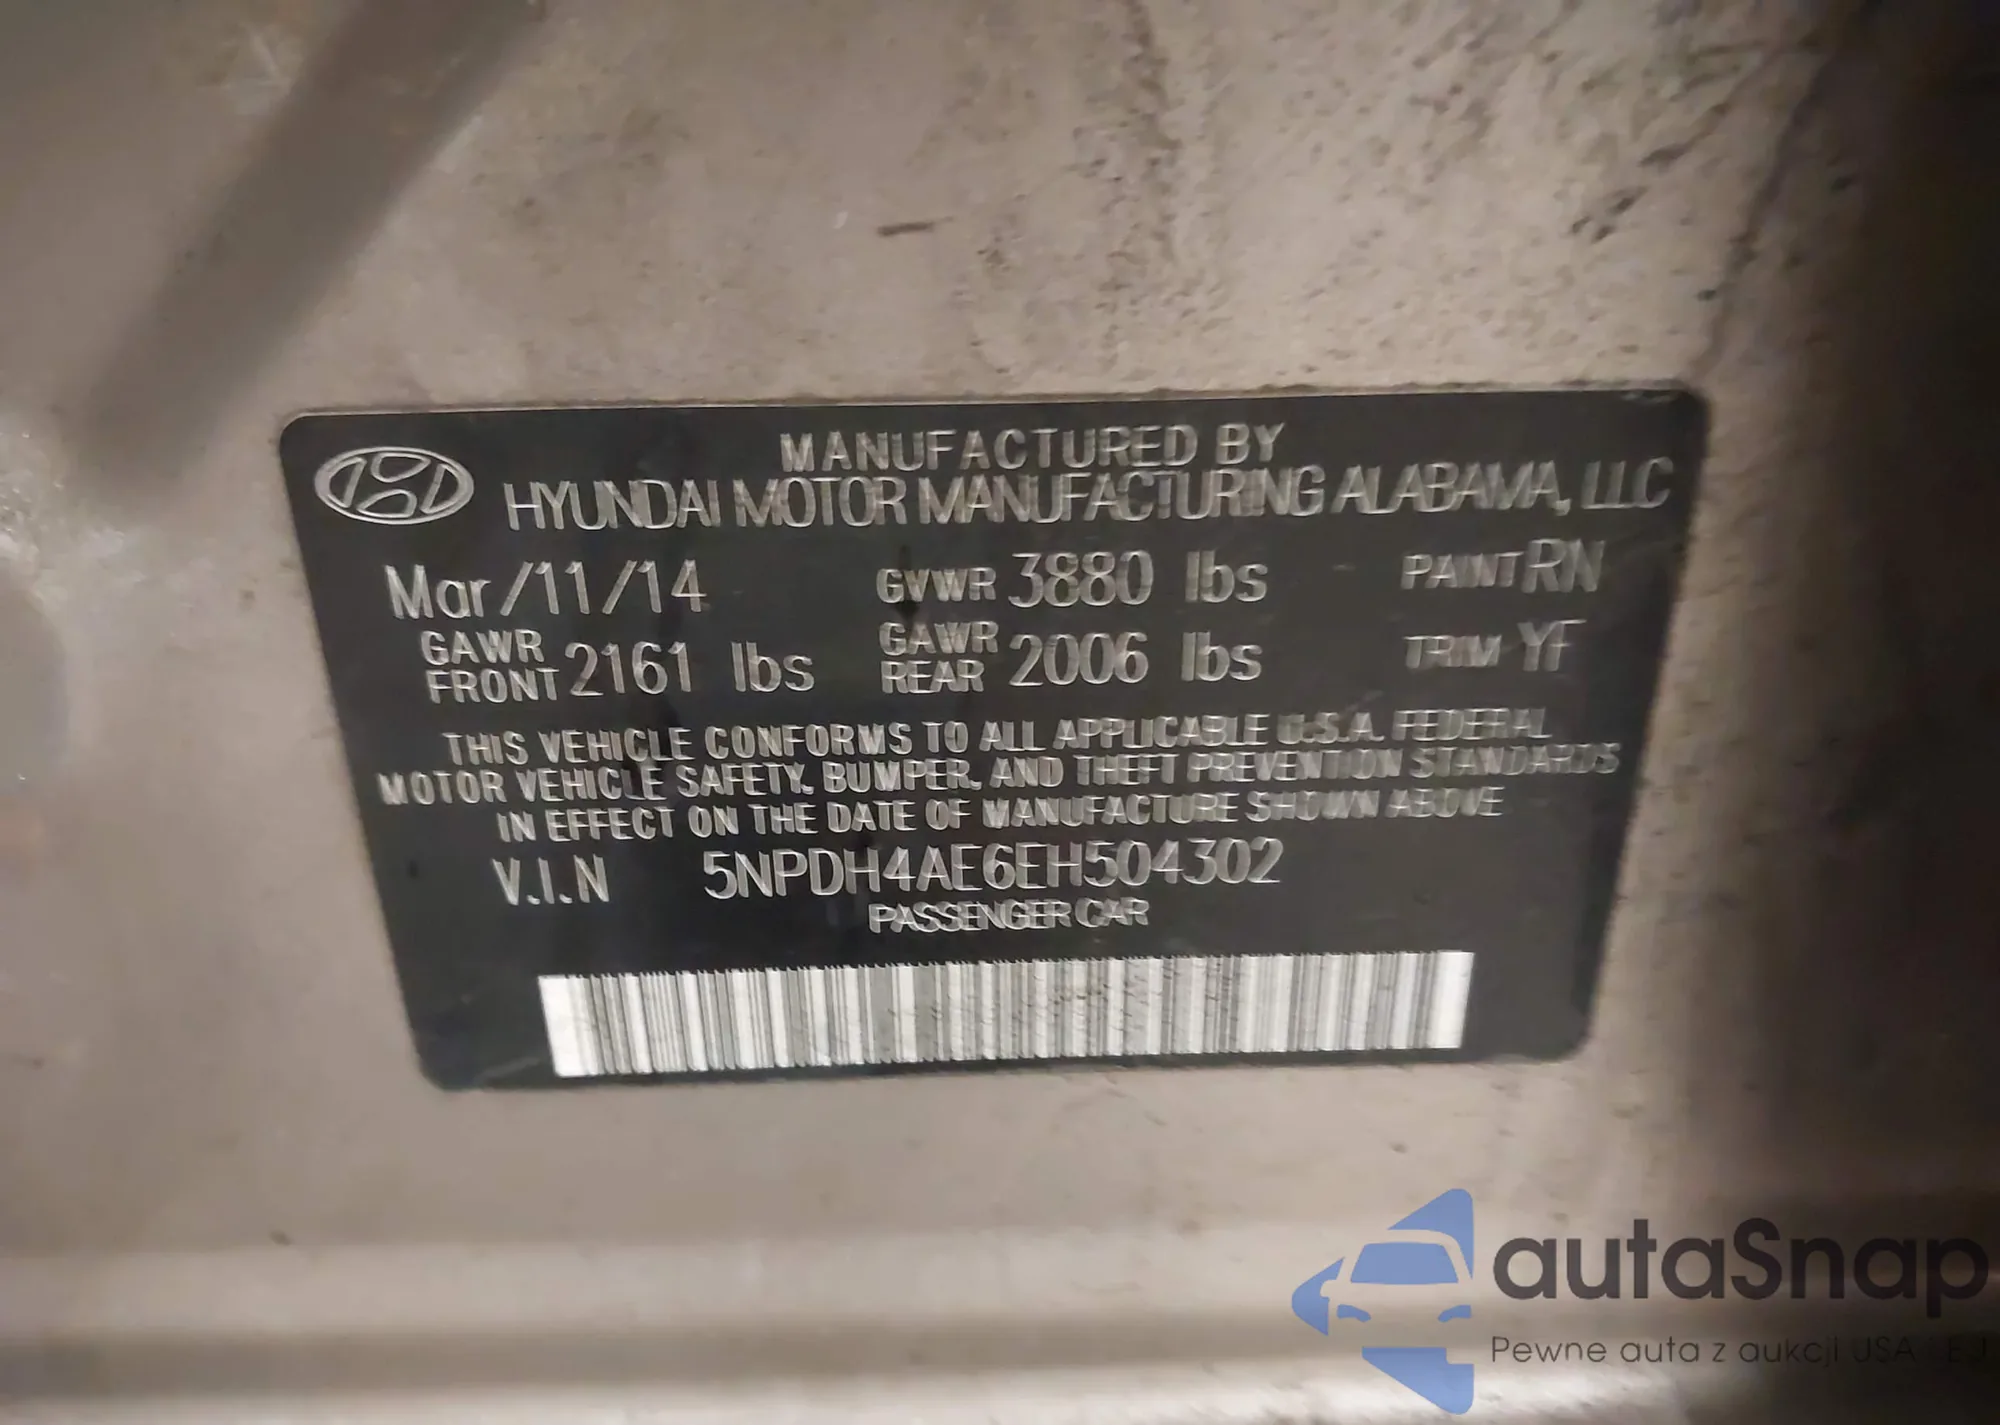 MANUFACTURED BY
HYUNDAI MOTOR MANUFACTURING ALABAMA, LLC
Mar/11/14 GVWR 3880 lbs PAINT RN
GAWR FRONT 2161 lbs GAWR REAR 2006 lbs TRIM YF
THIS VEHICLE CONFORMS TO ALL APPLICABLE U.S.A. FEDERAL
MOTOR VEHICLE SAFETY, BUMPER, AND THEFT PREVENTION STANDARDS
IN EFFECT ON THE DATE OF MANUFACTURE SHOWN ABOVE
V.I.N 5NPDH4AE6EH504302
PASSENGER CAR
autaSnap
Pewne auta z aukcji USA i EU